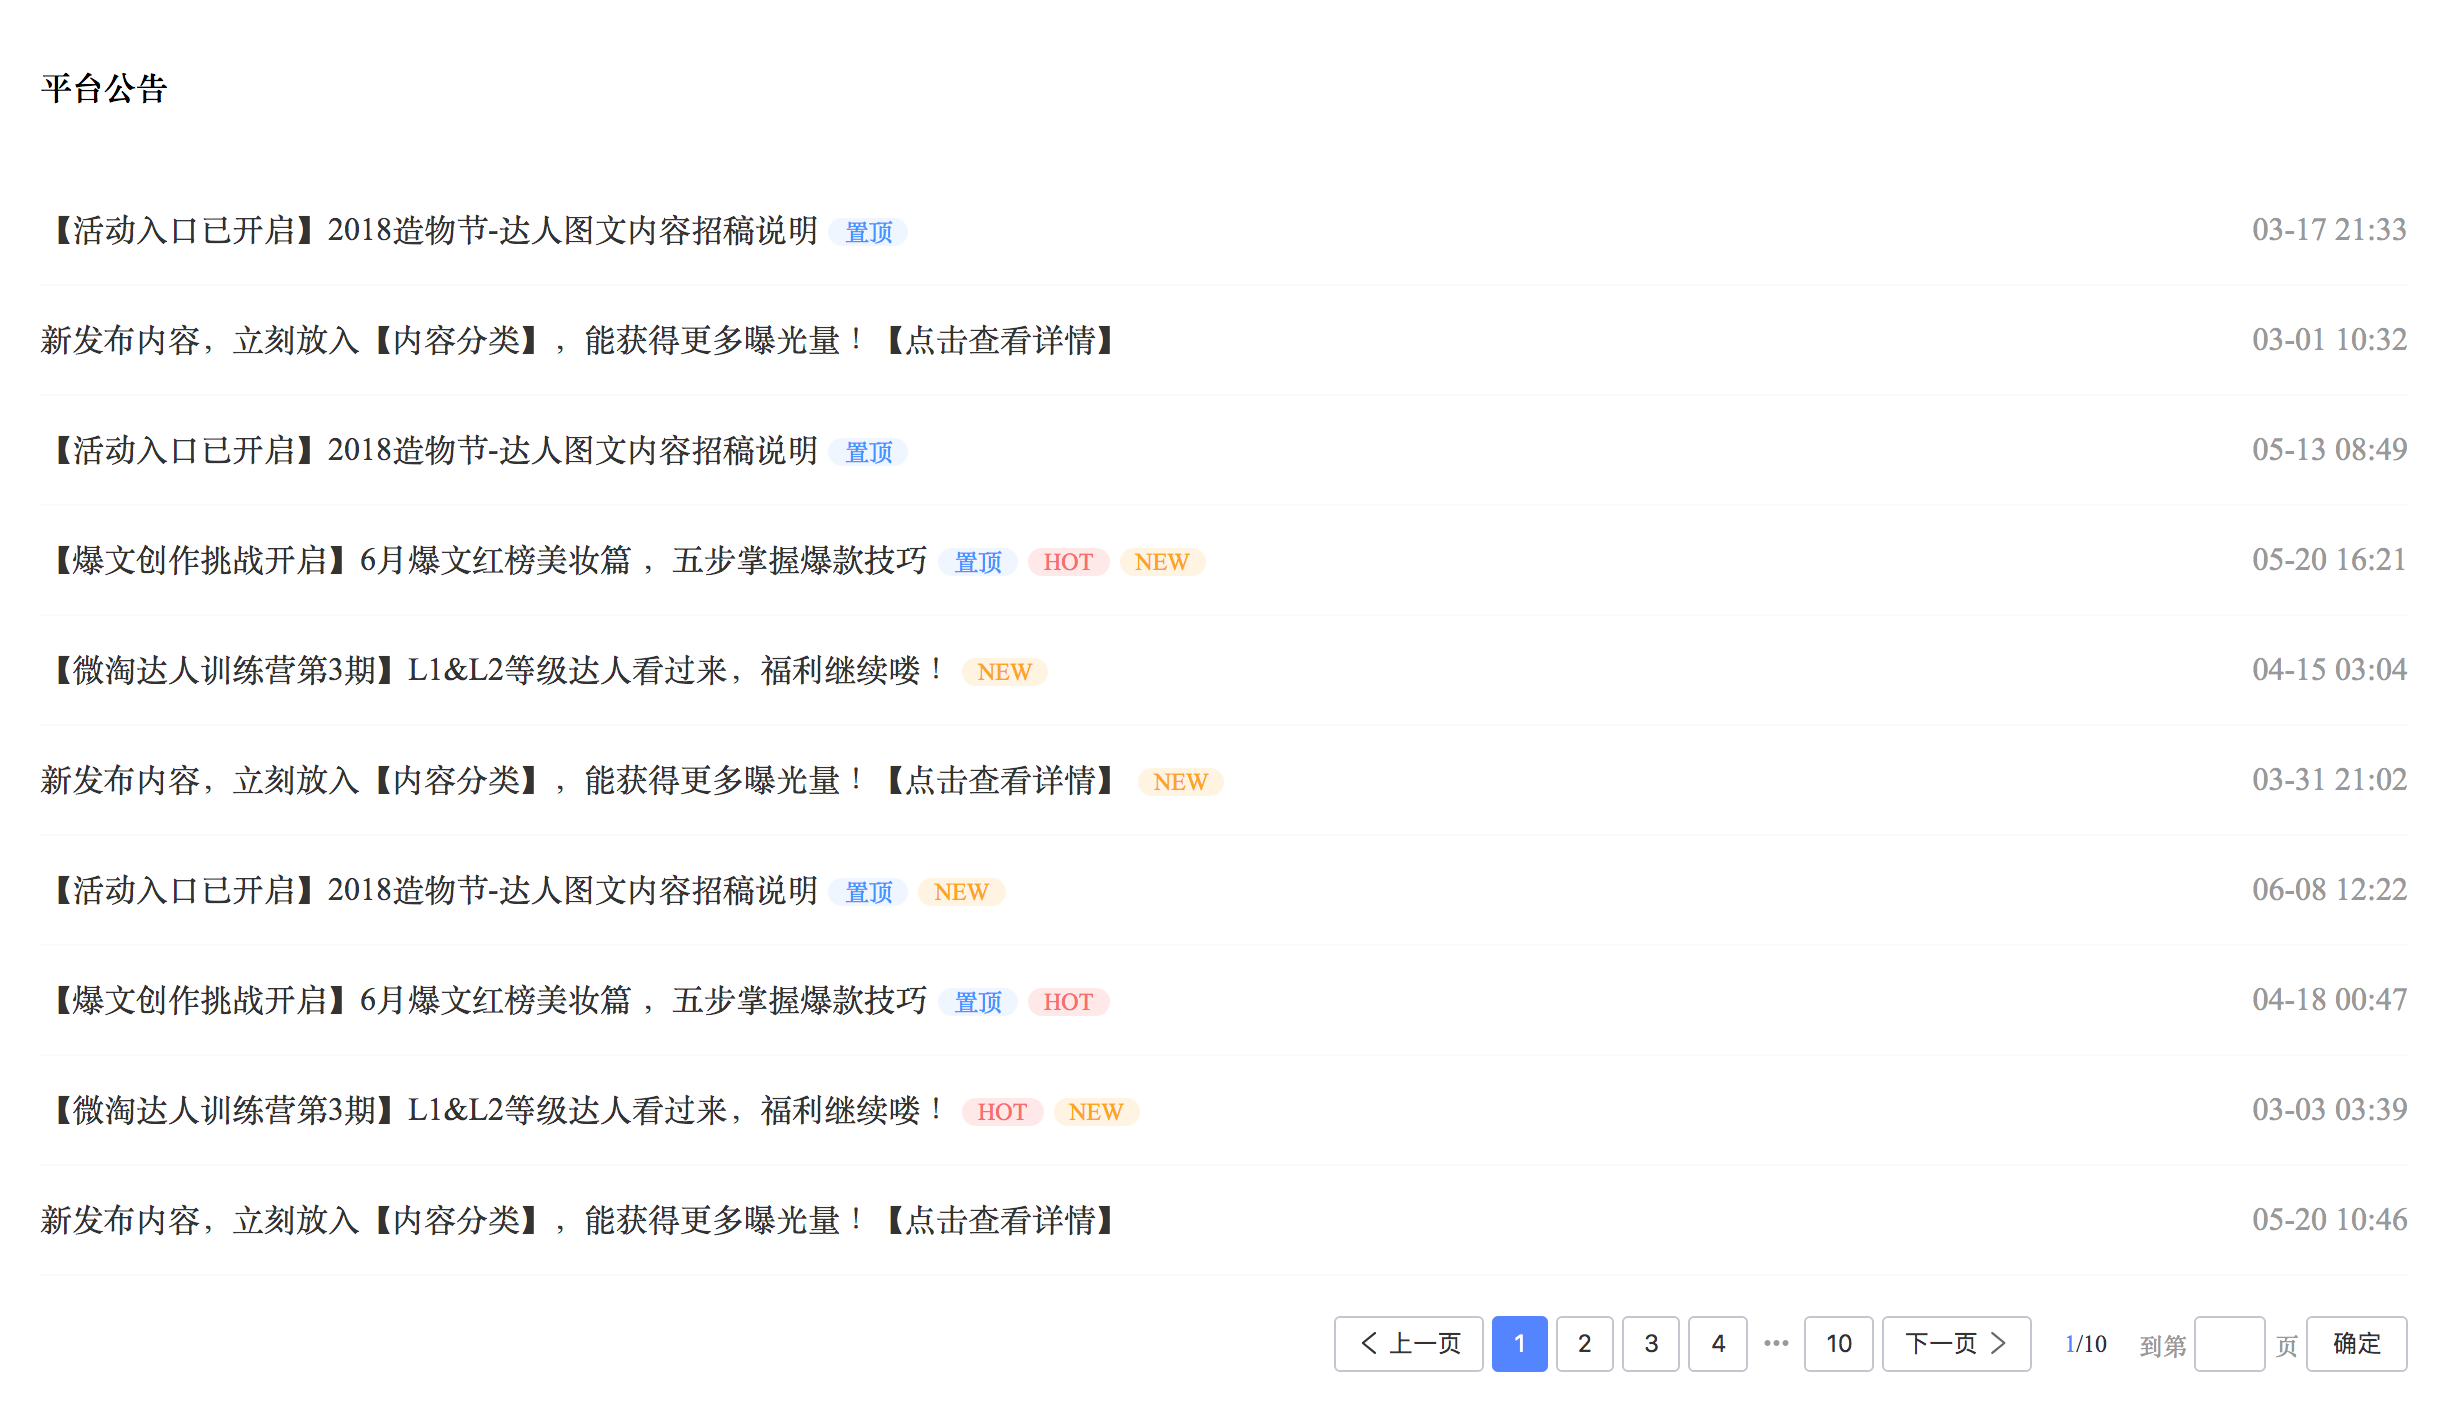 平台公告
【活动入口已开启】2018造物节-达人图文内容招稿说明 置顶 03-17 21:33
新发布内容，立刻放入【内容分类】，能获得更多曝光量！【点击查看详情】 03-01 10:32
【活动入口已开启】2018造物节-达人图文内容招稿说明 置顶 05-13 08:49
【爆文创作挑战开启】6月爆文红榜美妆篇 ，五步掌握爆款技巧 置顶 HOT NEW 05-20 16:21
【微淘达人训练营第3期】L1&L2等级达人看过来，福利继续喽！ NEW 04-15 03:04
新发布内容，立刻放入【内容分类】，能获得更多曝光量！【点击查看详情】 NEW 03-31 21:02
【活动入口已开启】2018造物节-达人图文内容招稿说明 置顶 NEW 06-08 12:22
【爆文创作挑战开启】6月爆文红榜美妆篇 ，五步掌握爆款技巧 置顶 HOT 04-18 00:47
【微淘达人训练营第3期】L1&L2等级达人看过来，福利继续喽！ HOT NEW 03-03 03:39
新发布内容，立刻放入【内容分类】，能获得更多曝光量！【点击查看详情】 05-20 10:46
上一页 1 2 3 4 ••• 10 下一页 1/10 到第 页 确定